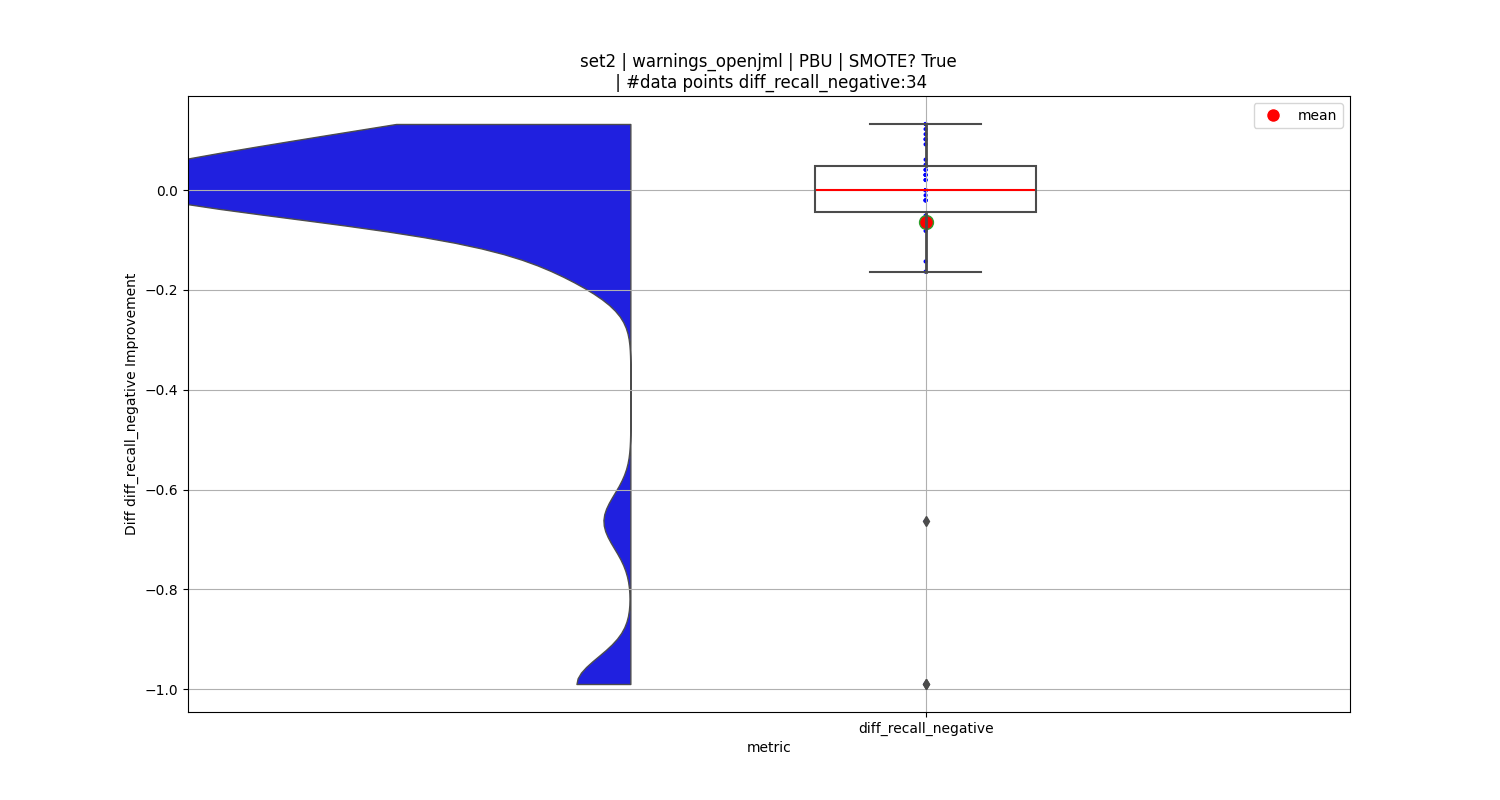 set2 | warnings_openjml | PBU | SMOTE? True
| #data points diff_recall_negative:34
mean
0.0
−0.2
−0.4
−0.6
−0.8
−1.0
Diff diff_recall_negative Improvement
diff_recall_negative
metric